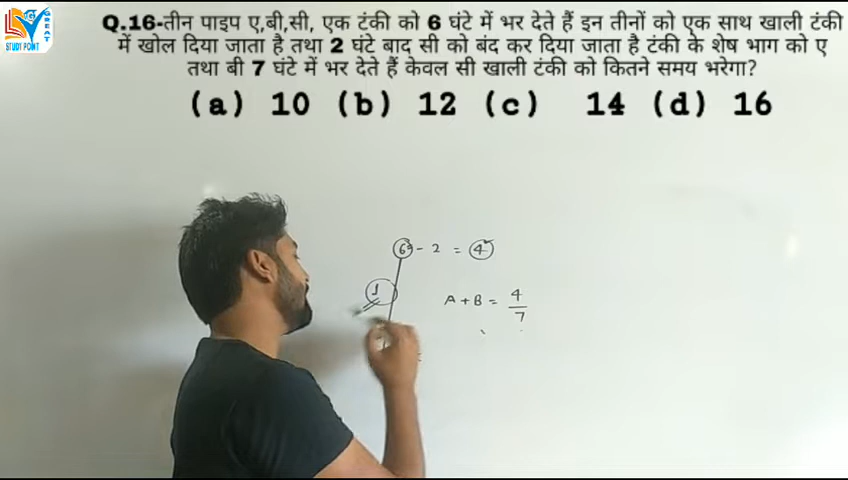 Q.16-तीन पाइप ए,बी,सी, एक टंकी को 6 घंटे में भर देते हैं इन तीनों को एक साथ खाली टंकी
में खोल दिया जाता है तथा 2 घंटे बाद सी को बंद कर दिया जाता है टंकी के शेष भाग को ए
तथा बी 7 घंटे में भर देते हैं केवल सी खाली टंकी को कितने समय भरेगा?
(a) 10 (b) 12 (c) 14 (d) 16
GREAT
STUDY POINT
6 - 2 = 4
1
A + B = 4/7